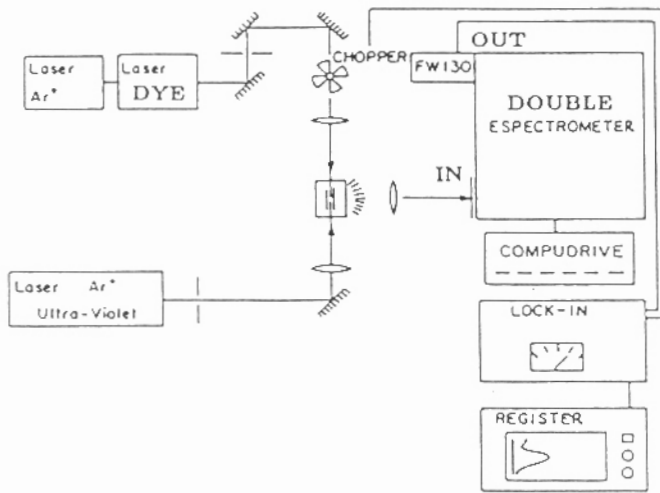 OUT
CHOPPER
FW130
Laser
Ar+
Laser
DYE
DOUBLE
ESPECTROMETER
IN
COMPUDRIVE
Laser Ar+
Ultra-Violet
LOCK-IN
REGISTER